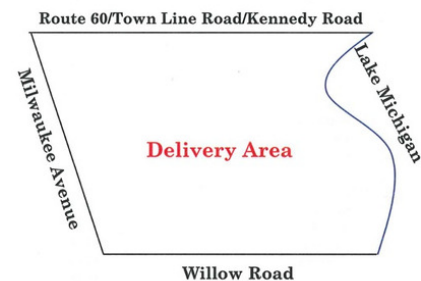 Route 60/Town Line Road/Kennedy Road
Milwaukee Avenue
Lake Michigan
Delivery Area
Willow Road